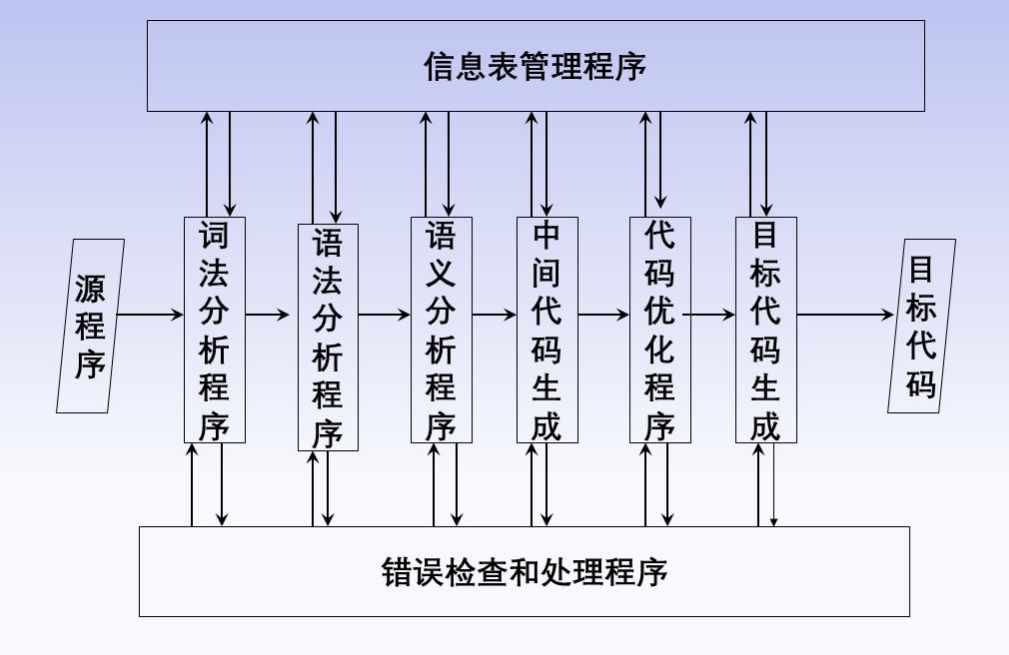 信息表管理程序
源程序
词法分析程序
语法分析程序
语义分析程序
中间代码生成
代码优化程序
目标代码生成
目标代码
错误检查和处理程序